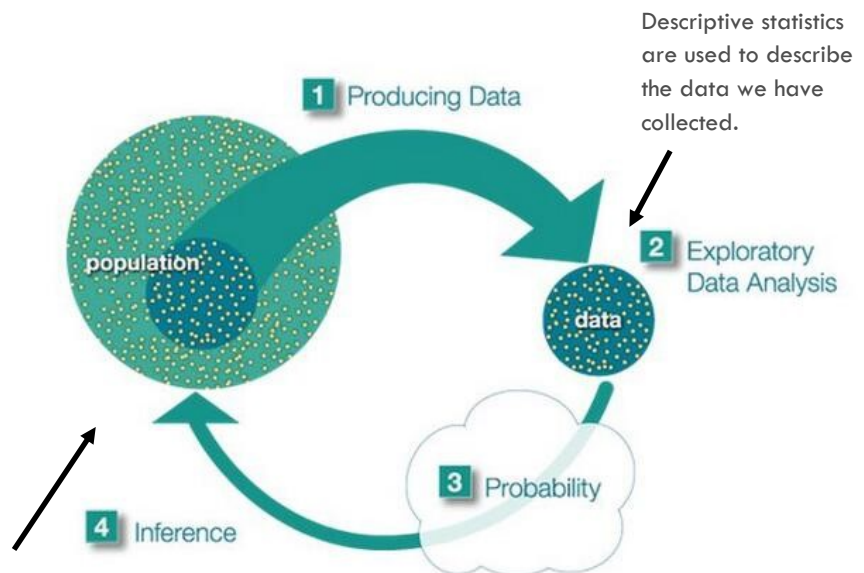 Descriptive statistics
are used to describe
the data we have
collected.
1 Producing Data
population
2 Exploratory
Data Analysis
data
3 Probability
4 Inference